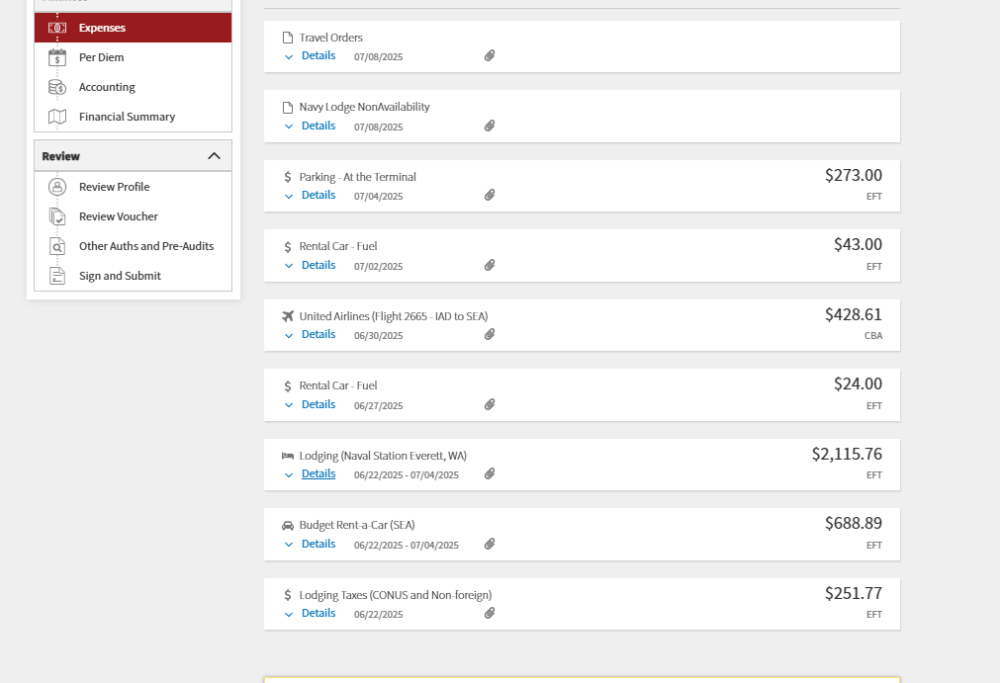 Expenses
Per Diem
Accounting
Financial Summary
Review
Review Profile
Review Voucher
Other Auths and Pre-Audits
Sign and Submit
Travel Orders
Details 07/08/2025
Navy Lodge NonAvailability
Details 07/08/2025
$ Parking - At the Terminal $273.00
Details 07/04/2025 EFT
$ Rental Car - Fuel $43.00
Details 07/02/2025 EFT
United Airlines (Flight 2665 - IAD to SEA) $428.61
Details 06/30/2025 CBA
$ Rental Car - Fuel $24.00
Details 06/27/2025 EFT
Lodging (Naval Station Everett, WA) $2,115.76
Details 06/22/2025 - 07/04/2025 EFT
Budget Rent-a-Car (SEA) $688.89
Details 06/22/2025 - 07/04/2025 EFT
$ Lodging Taxes (CONUS and Non-foreign) $251.77
Details 06/22/2025 EFT